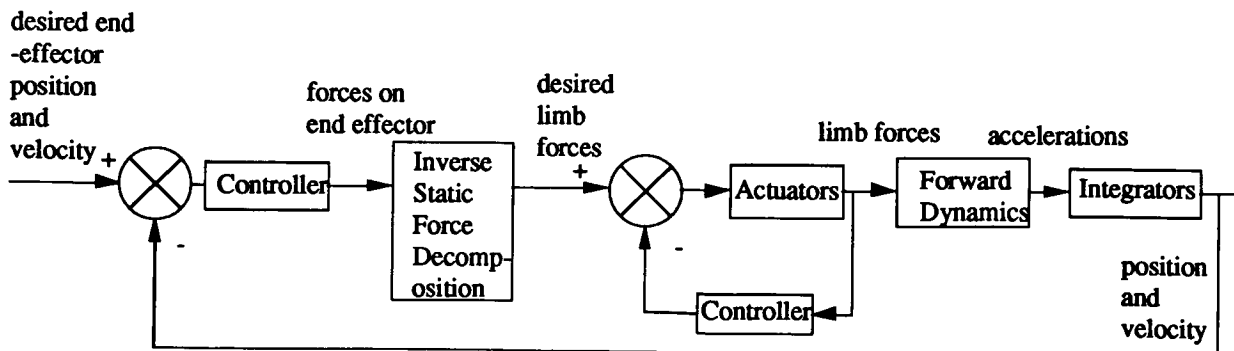 desired end
-effector
position
and
velocity
+
-
Controller
forces on
end effector
Inverse
Static
Force
Decomp-
osition
desired
limb
forces
+
-
Actuators
Controller
limb forces
Forward
Dynamics
accelerations
Integrators
position
and
velocity